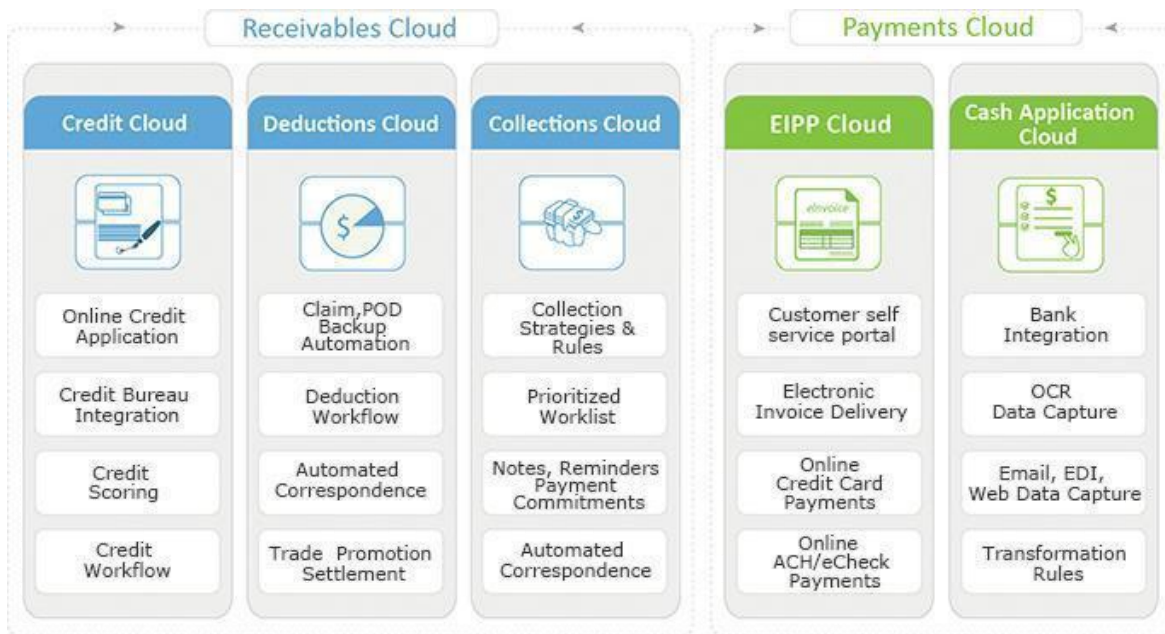 Receivables Cloud
Payments Cloud
Credit Cloud
Online Credit
Application
Credit Bureau
Integration
Credit
Scoring
Credit
Workflow
Deductions Cloud
$
Claim,POD
Backup
Automation
Deduction
Workflow
Automated
Correspondence
Trade Promotion
Settlement
Collections Cloud
$
Collection
Strategies &
Rules
Prioritized
Worklist
Notes, Reminders
Payment
Commitments
Automated
Correspondence
EIPP Cloud
eInvoice
Customer self
service portal
Electronic
Invoice Delivery
Online
Credit Card
Payments
Online
ACH/eCheck
Payments
Cash Application
Cloud
$
Bank
Integration
OCR
Data Capture
Email, EDI,
Web Data Capture
Transformation
Rules